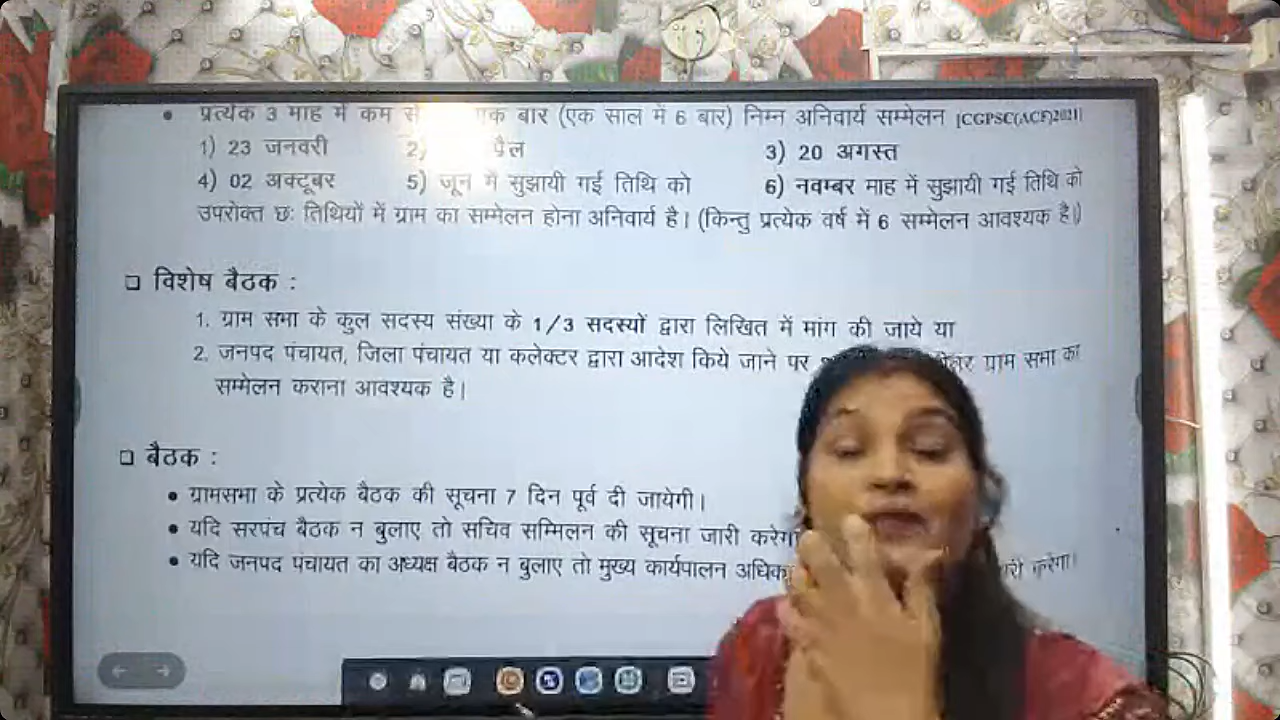 • प्रत्येक 3 माह में कम से एक बार (एक साल में 6 बार) निम्न अनिवार्य सम्मेलन [CGPSC(ACF)2021]
1) 23 जनवरी 2) 3) 20 अगस्त
4) 02 अक्टूबर 5) जून में सुझायी गई तिथि को 6) नवम्बर माह में सुझायी गई तिथि को
उपरोक्त छः तिथियों में ग्राम का सम्मेलन होना अनिवार्य है। (किन्तु प्रत्येक वर्ष में 6 सम्मेलन आवश्यक है।)
❑ विशेष बैठक :
1. ग्राम सभा के कुल सदस्य संख्या के 1/3 सदस्यों द्वारा लिखित में मांग की जाये या
2. जनपद पंचायत, जिला पंचायत या कलेक्टर द्वारा आदेश किये जाने पर ग्राम सभा का
सम्मेलन कराना आवश्यक है।
❑ बैठक :
• ग्रामसभा के प्रत्येक बैठक की सूचना 7 दिन पूर्व दी जायेगी।
• यदि सरपंच बैठक न बुलाए तो सचिव सम्मिलन की सूचना जारी करेगा
• यदि जनपद पंचायत का अध्यक्ष बैठक न बुलाए तो मुख्य कार्यपालन करेगा।